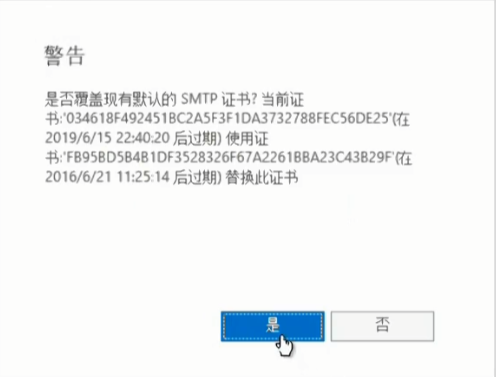 警告
是否覆盖现有默认的 SMTP 证书? 当前证
书:'034618F492451BC2A5F3F1DA3732788FEC56DE25'(在
2019/6/15 22:40:20 后过期) 使用证
书:'FB95BD5B4B1DF3528326F67A2261BBA23C43B29F'(在
2016/6/21 11:25:14 后过期) 替换此证书
是
否